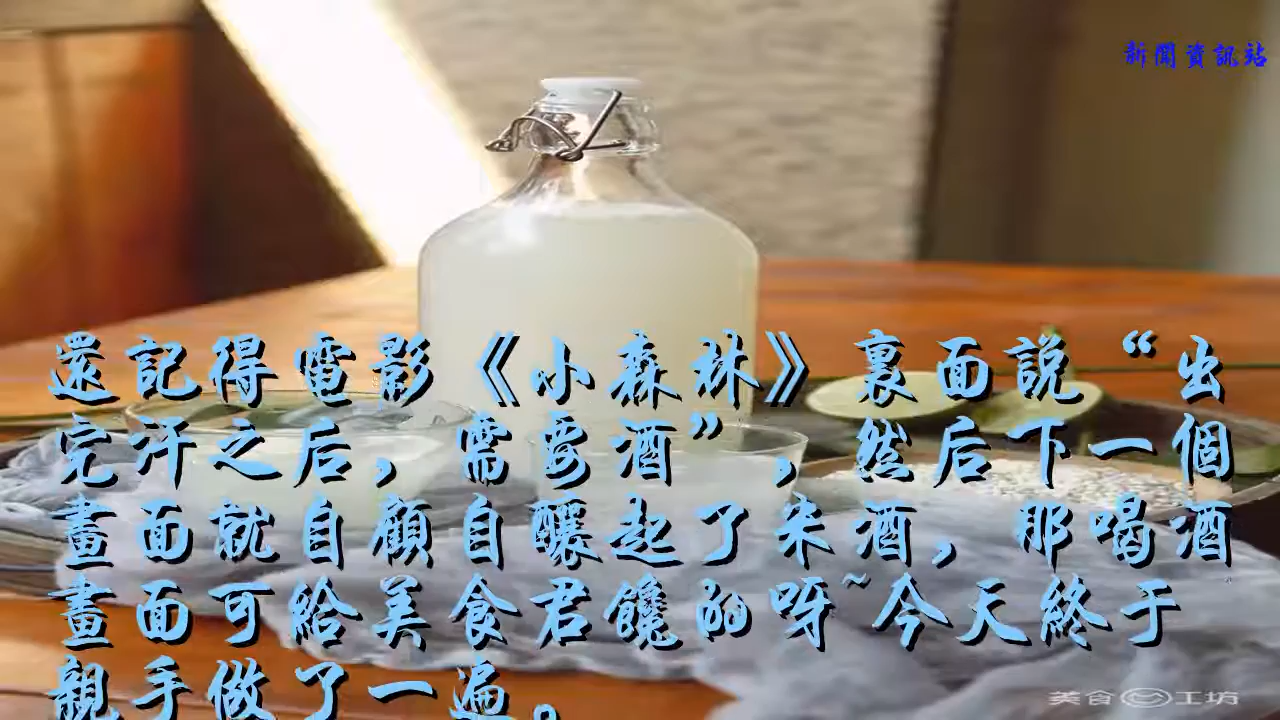 新聞資訊站
還記得電影《小森林》裏面說“出
完汗之后，需要酒”，然后下一個
畫面就自顧自釀起了米酒，那喝酒
畫面可給美食君饞的呀~今天終于
親手做了一遍。
美食工坊